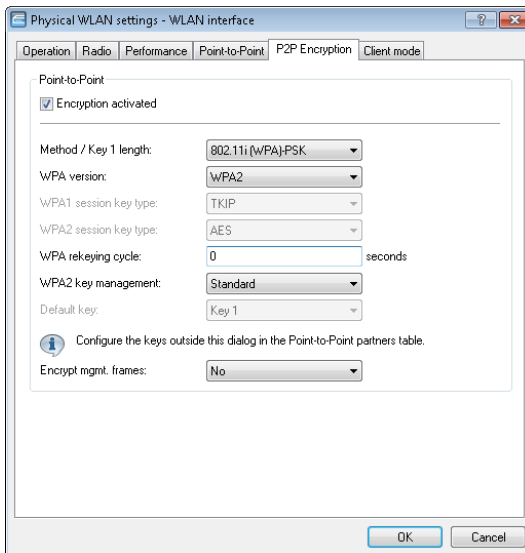 Physical WLAN settings - WLAN interface
Operation Radio Performance Point-to-Point P2P Encryption Client mode
Point-to-Point
Encryption activated
Method / Key 1 length: 802.11i (WPA)-PSK
WPA version: WPA2
WPA1 session key type: TKIP
WPA2 session key type: AES
WPA rekeying cycle: 0 seconds
WPA2 key management: Standard
Default key: Key 1
Configure the keys outside this dialog in the Point-to-Point partners table.
Encrypt mgmt. frames: No
OK Cancel